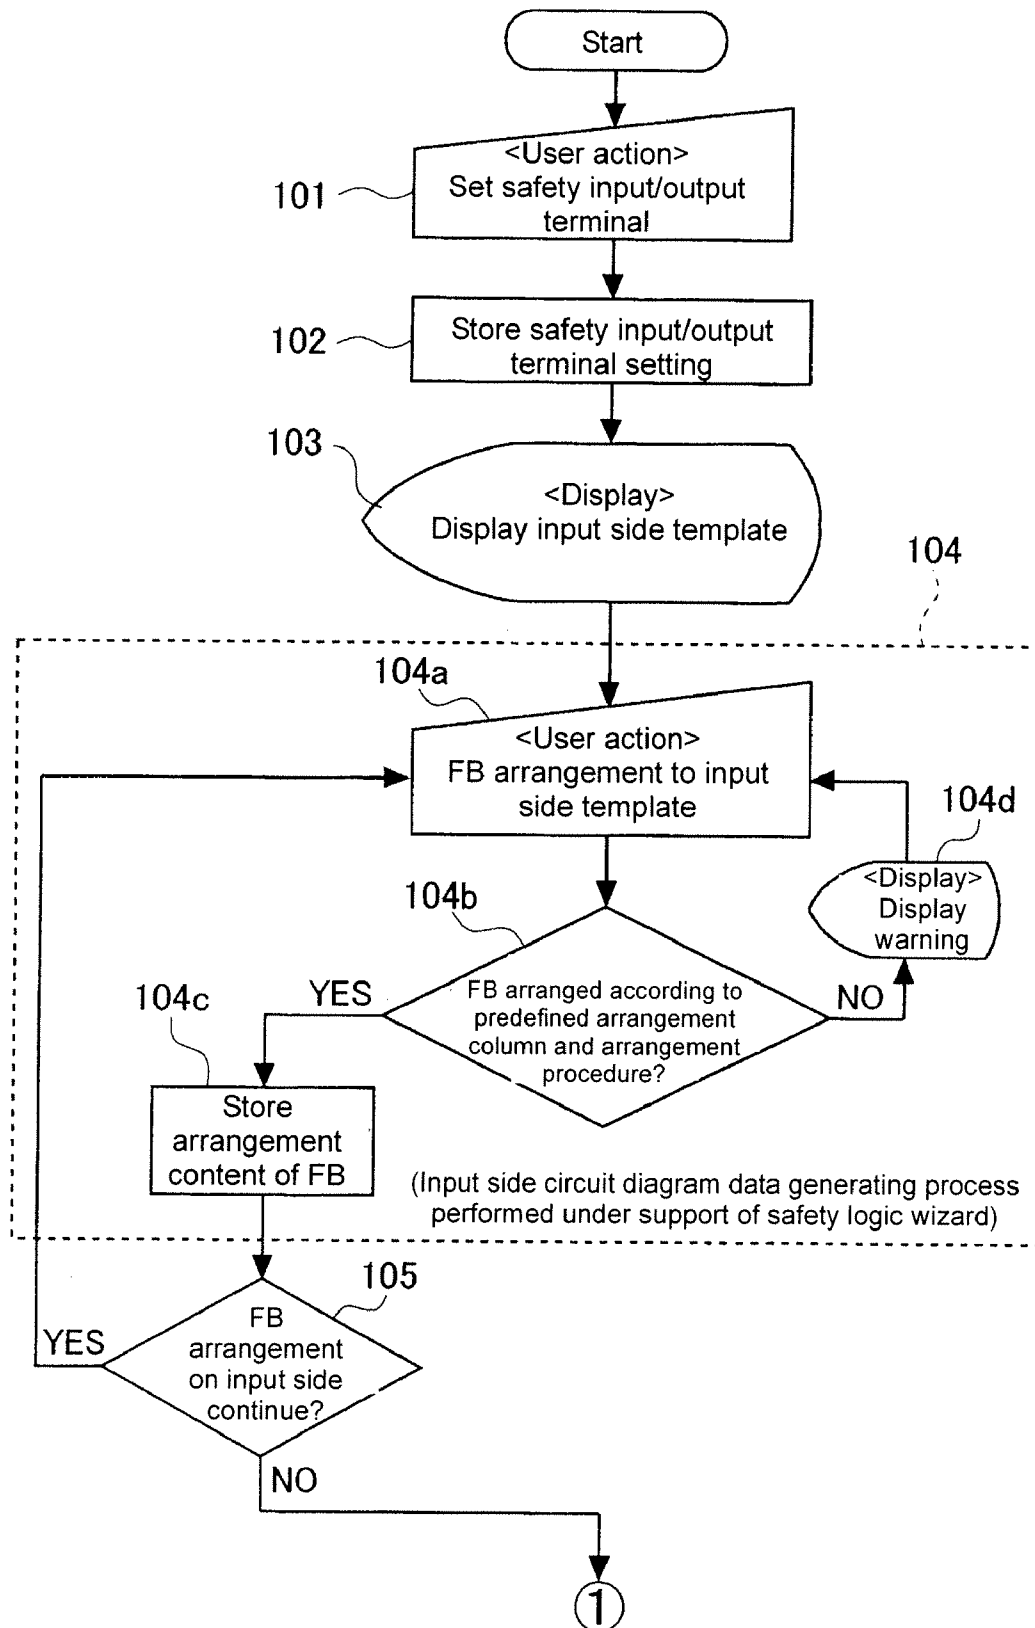 Start
<User action>
Set safety input/output
terminal
101
Store safety input/output
terminal setting
102
103
<Display>
Display input side template
104
104a
<User action>
FB arrangement to input
side template
104d
<Display>
Display
warning
104b
YES
FB arranged according to
predefined arrangement
column and arrangement
procedure?
NO
104c
Store
arrangement
content of FB
(Input side circuit diagram data generating process
performed under support of safety logic wizard)
105
FB
arrangement
on input side
continue?
YES
NO
1